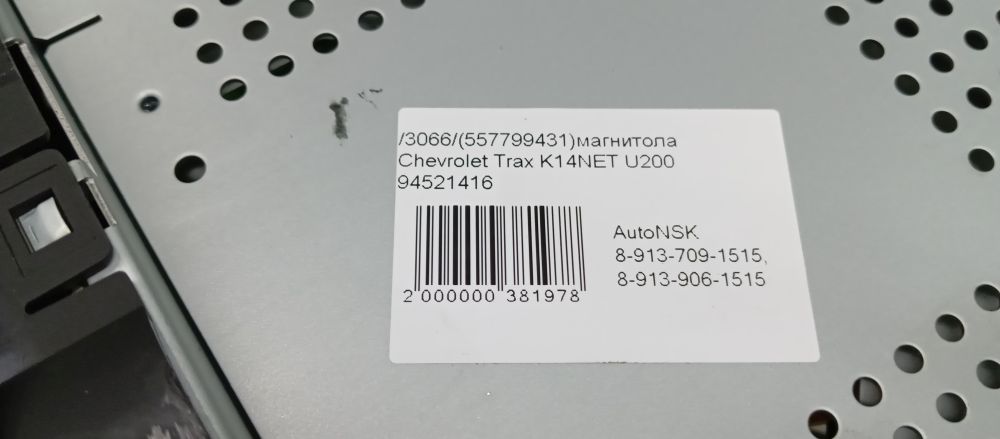 /3066/(557799431)магнитола
Chevrolet Trax K14NET U200
94521416
AutoNSK
8-913-709-1515,
8-913-906-1515
2 000000 381978